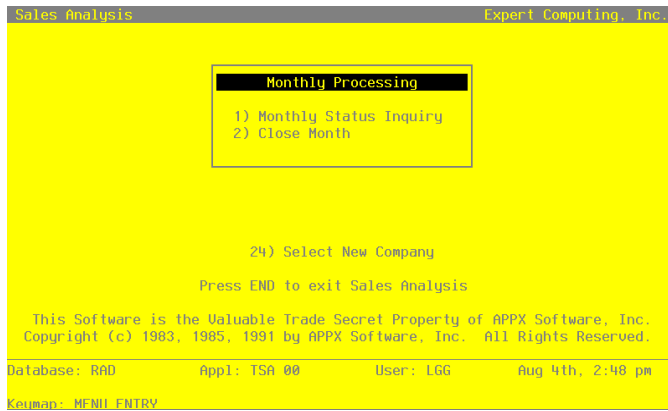 Sales Analysis Expert Computing, Inc.
Monthly Processing
1) Monthly Status Inquiry
2) Close Month
24) Select New Company
Press END to exit Sales Analysis
This Software is the Valuable Trade Secret Property of APPX Software, Inc.
Copyright (c) 1983, 1985, 1991 by APPX Software, Inc. All Rights Reserved.
Database: RAD Appl: TSA 00 User: LGG Aug 4th, 2:48 pm
Keymap: MENU ENTRY